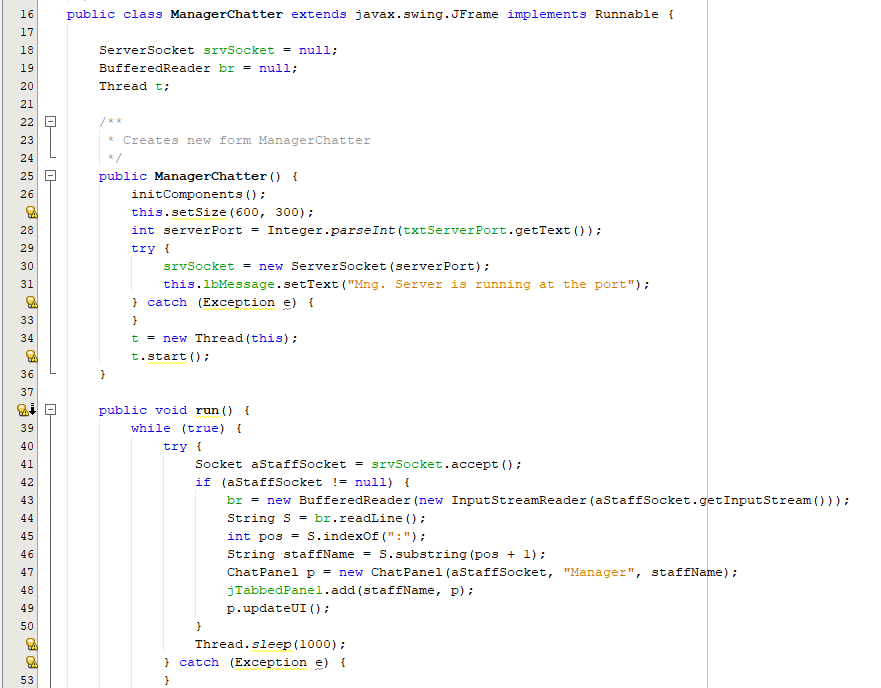 16 public class ManagerChatter extends javax.swing.JFrame implements Runnable {
17
18 ServerSocket srvSocket = null;
19 BufferedReader br = null;
20 Thread t;
21
22 /**
23 * Creates new form ManagerChatter
24 */
25 public ManagerChatter() {
26 initComponents();
this.setSize(600, 300);
28 int serverPort = Integer.parseInt(txtServerPort.getText());
29 try {
30 srvSocket = new ServerSocket(serverPort);
31 this.lbMessage.setText("Mng. Server is running at the port");
} catch (Exception e) {
33 }
34 t = new Thread(this);
t.start();
36 }
37
public void run() {
39 while (true) {
40 try {
41 Socket aStaffSocket = srvSocket.accept();
42 if (aStaffSocket != null) {
43 br = new BufferedReader(new InputStreamReader(aStaffSocket.getInputStream()));
44 String S = br.readLine();
45 int pos = S.indexOf(":");
46 String staffName = S.substring(pos + 1);
47 ChatPanel p = new ChatPanel(aStaffSocket, "Manager", staffName);
48 jTabbedPanel.add(staffName, p);
49 p.updateUI();
50 }
Thread.sleep(1000);
} catch (Exception e) {
53 }